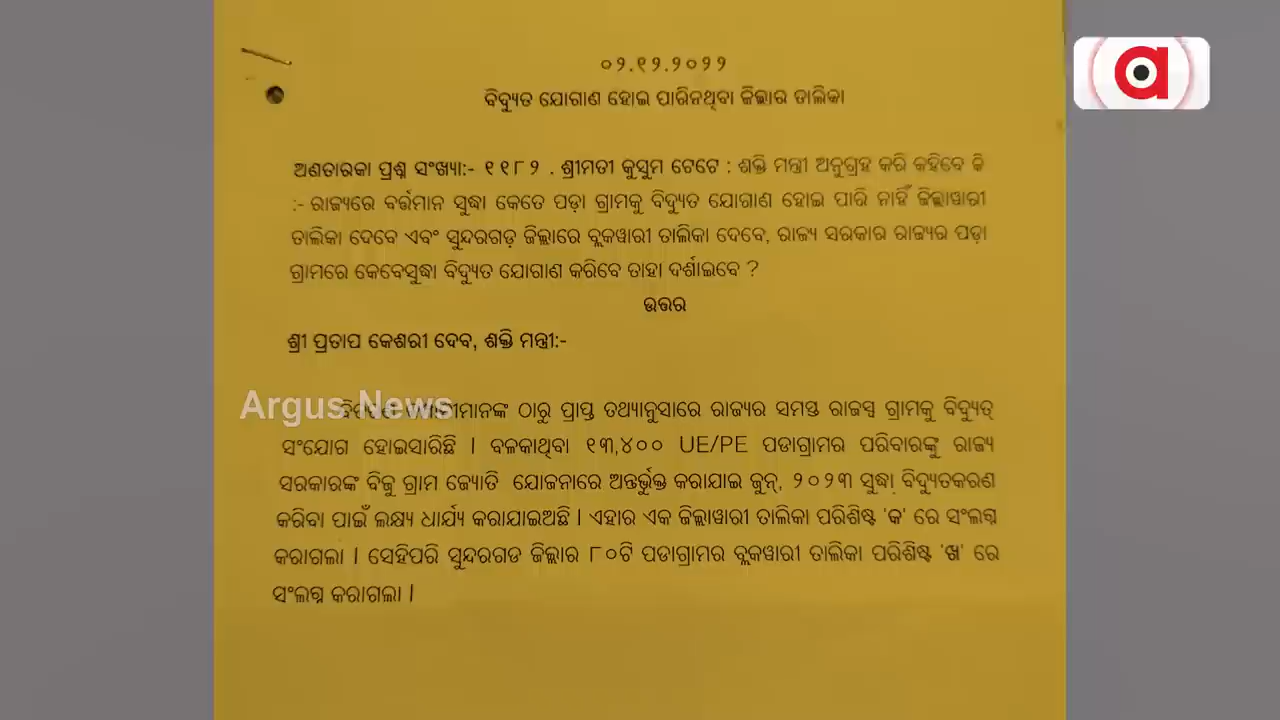 ୦୨.୧୨.୨୦୨୨
ବିଦ୍ୟୁତ ଯୋଗାଣ ହୋଇ ପାରିନଥିବା ଜିଲ୍ଲାର ତାଲିକା
a
ଅଣତାରକା ପ୍ରଶ୍ନ ସଂଖ୍ୟା:- ୧୧୮୨ . ଶ୍ରୀମତୀ କୁସୁମ ଟେଟେ : ଶକ୍ତି ମନ୍ତ୍ରୀ ଅନୁଗ୍ରହ କରି କହିବେ କି
:- ରାଜ୍ୟରେ ବର୍ତ୍ତମାନ ସୁଦ୍ଧା କେତେ ପଡ଼ା ଗ୍ରାମକୁ ବିଦ୍ୟୁତ ଯୋଗାଣ ହୋଇ ପାରି ନାହିଁ ଜିଲ୍ଲାୱାରୀ
ତାଲିକା ଦେବେ ଏବଂ ସୁନ୍ଦରଗଡ଼ ଜିଲ୍ଲାରେ ବ୍ଲକୱାରୀ ତାଲିକା ଦେବେ, ରାଜ୍ୟ ସରକାର ରାଜ୍ୟର ପଡ଼ା
ଗ୍ରାମରେ କେବେସୁଦ୍ଧା ବିଦ୍ୟୁତ ଯୋଗାଣ କରିବେ ତାହା ଦର୍ଶାଇବେ ?
ଉତ୍ତର
ଶ୍ରୀ ପ୍ରତାପ କେଶରୀ ଦେବ, ଶକ୍ତି ମନ୍ତ୍ରୀ:-
Argus News
ଠାରୁ ପ୍ରାପ୍ତ ତଥ୍ୟାନୁସାରେ ରାଜ୍ୟର ସମସ୍ତ ରାଜସ୍ୱ ଗ୍ରାମକୁ ବିଦ୍ୟୁତ୍
ସଂଯୋଗ ହୋଇସାରିଛି । ବଳକାଥିବା ୧୩,୪୦୦ UE/PE ପଡାଗ୍ରାମର ପରିବାରଙ୍କୁ ରାଜ୍ୟ
ସରକାରଙ୍କ ବିଜୁ ଗ୍ରାମ ଜ୍ୟୋତି ଯୋଜନାରେ ଅନ୍ତର୍ଭୁକ୍ତ କରାଯାଇ ଜୁନ୍, ୨୦୨୩ ସୁଦ୍ଧା ବିଦ୍ୟୁତକରଣ
କରିବା ପାଇଁ ଲକ୍ଷ୍ୟ ଧାର୍ଯ୍ୟ କରାଯାଇଅଛି । ଏହାର ଏକ ଜିଲ୍ଲାୱାରୀ ତାଲିକା ପରିଶିଷ୍ଟ 'କ' ରେ ସଂଲଗ୍ନ
କରାଗଲା । ସେହିପରି ସୁନ୍ଦରଗଡ ଜିଲ୍ଲାର ୮୦ଟି ପଡାଗ୍ରାମର ବ୍ଲକୱାରୀ ତାଲିକା ପରିଶିଷ୍ଟ 'ଖ' ରେ
ସଂଲଗ୍ନ କରାଗଲା ।